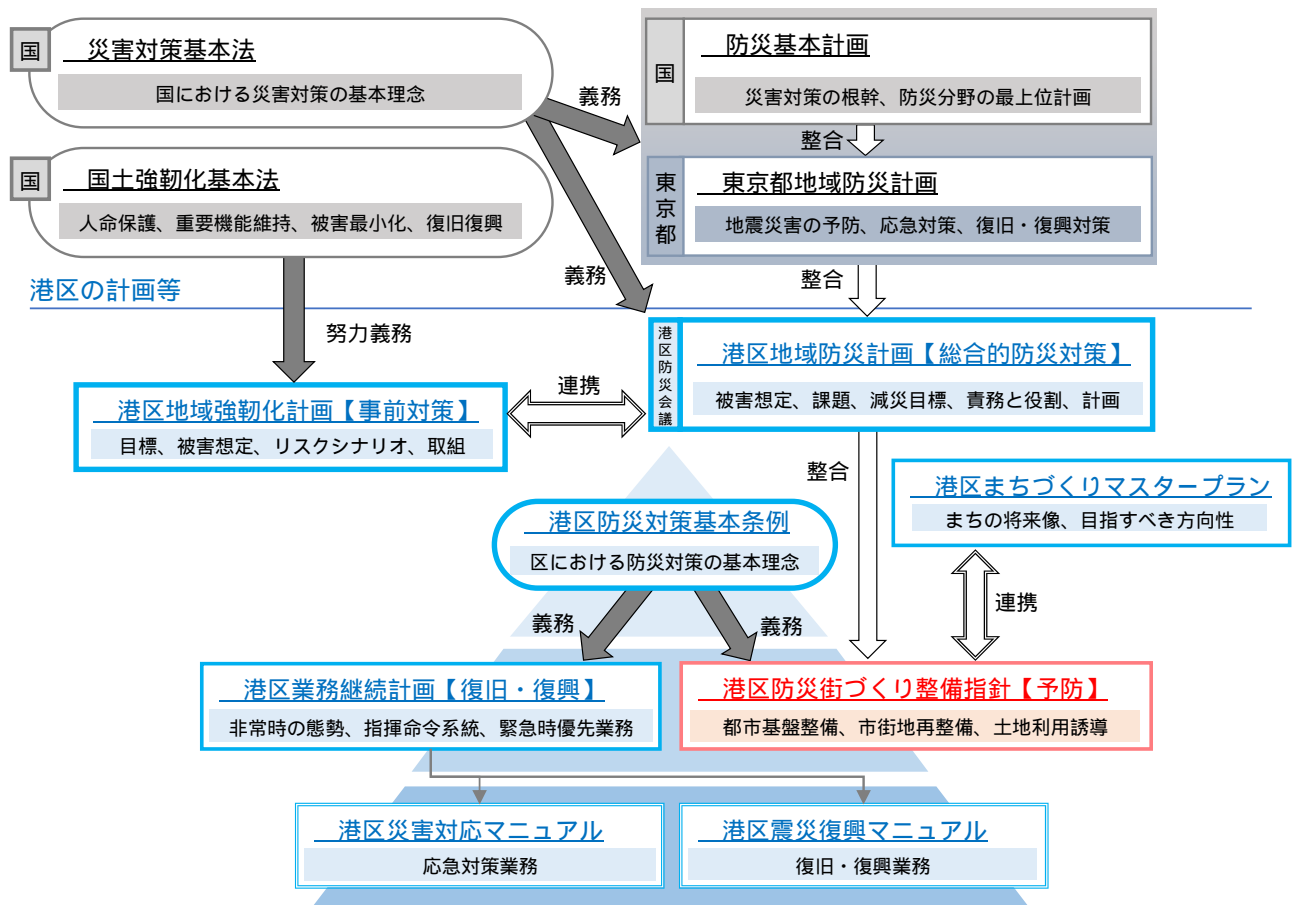 国
災害対策基本法
国における災害対策の基本理念
義務
国
防災基本計画
災害対策の根幹、防災分野の最上位計画
整合
国
国土強靭化基本法
人命保護、重要機能維持、被害最小化、復旧復興
東京都
東京都地域防災計画
地震災害の予防、応急対策、復旧・復興対策
義務
整合
港区の計画等
努力義務
港区防災会議
港区地域防災計画【総合的防災対策】
被害想定、課題、減災目標、責務と役割、計画
連携
港区地域強靭化計画【事前対策】
目標、被害想定、リスクシナリオ、取組
整合
港区まちづくりマスタープラン
まちの将来像、目指すべき方向性
港区防災対策基本条例
区における防災対策の基本理念
連携
義務
義務
港区業務継続計画【復旧・復興】
非常時の態勢、指揮命令系統、緊急時優先業務
港区防災街づくり整備指針【予防】
都市基盤整備、市街地再整備、土地利用誘導
港区災害対応マニュアル
応急対策業務
港区震災復興マニュアル
復旧・復興業務